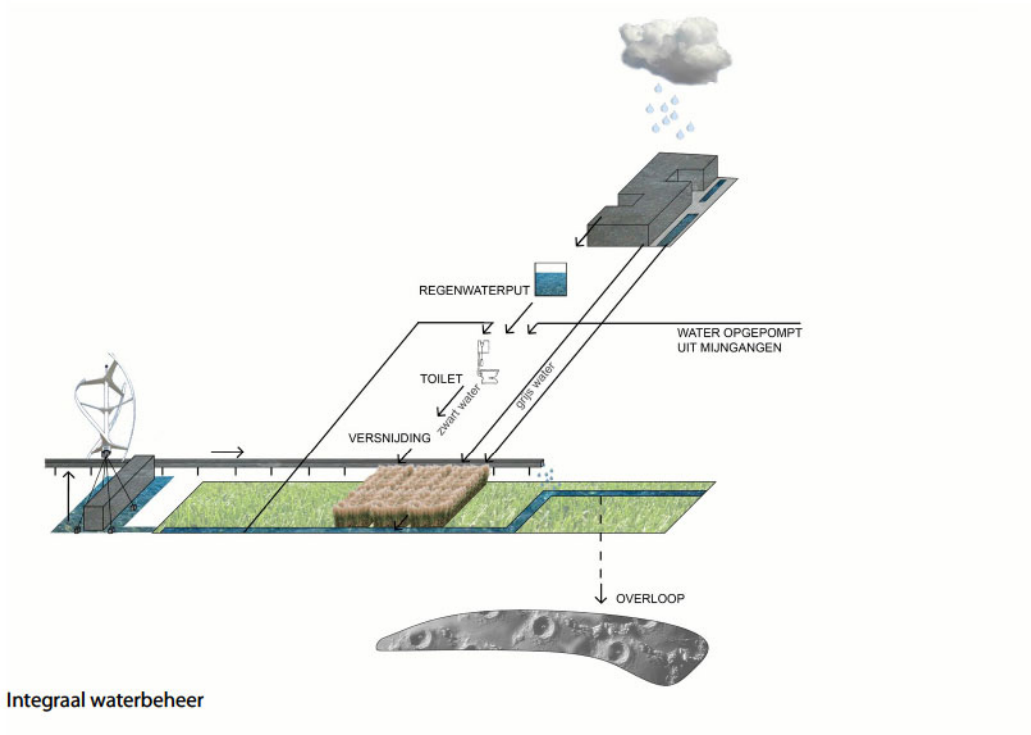 REGENWATERPUT
WATER OPGEPOMPT
UIT MIJNGANGEN
TOILET
zwart water
grijs water
VERSNIJDING
OVERLOOP
Integraal waterbeheer